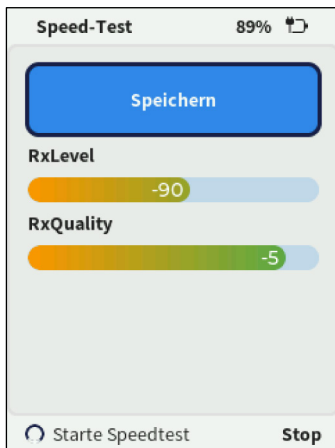 Speed-Test 89%
Speichern
RxLevel
-90
RxQuality
-5
Starte Speedtest Stop